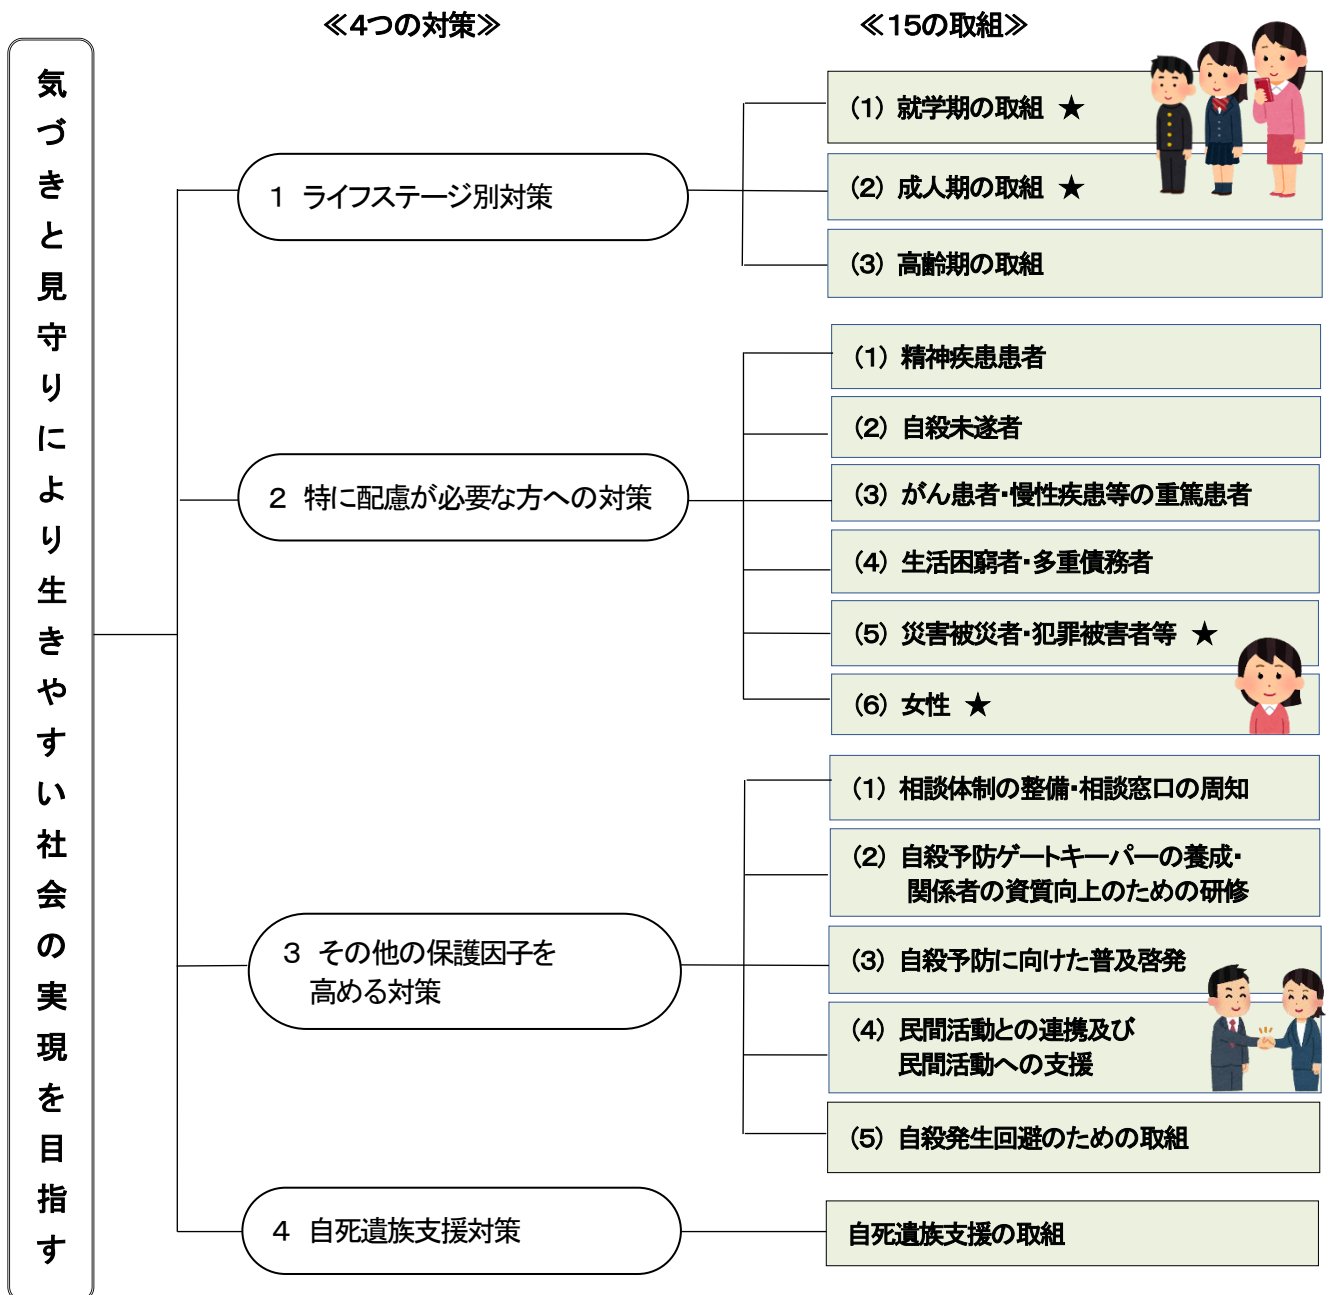 ≪4つの対策≫
≪15の取組≫
気づきと見守りにより生きやすい社会の実現を目指す
1 ライフステージ別対策
(1) 就学期の取組 ★
(2) 成人期の取組 ★
(3) 高齢期の取組
2 特に配慮が必要な方への対策
(1) 精神疾患患者
(2) 自殺未遂者
(3) がん患者・慢性疾患等の重篤患者
(4) 生活困窮者・多重債務者
(5) 災害被災者・犯罪被害者等 ★
(6) 女性 ★
3 その他の保護因子を
高める対策
(1) 相談体制の整備・相談窓口の周知
(2) 自殺予防ゲートキーパーの養成・
関係者の資質向上のための研修
(3) 自殺予防に向けた普及啓発
(4) 民間活動との連携及び
民間活動への支援
(5) 自殺発生回避のための取組
4 自死遺族支援対策
自死遺族支援の取組